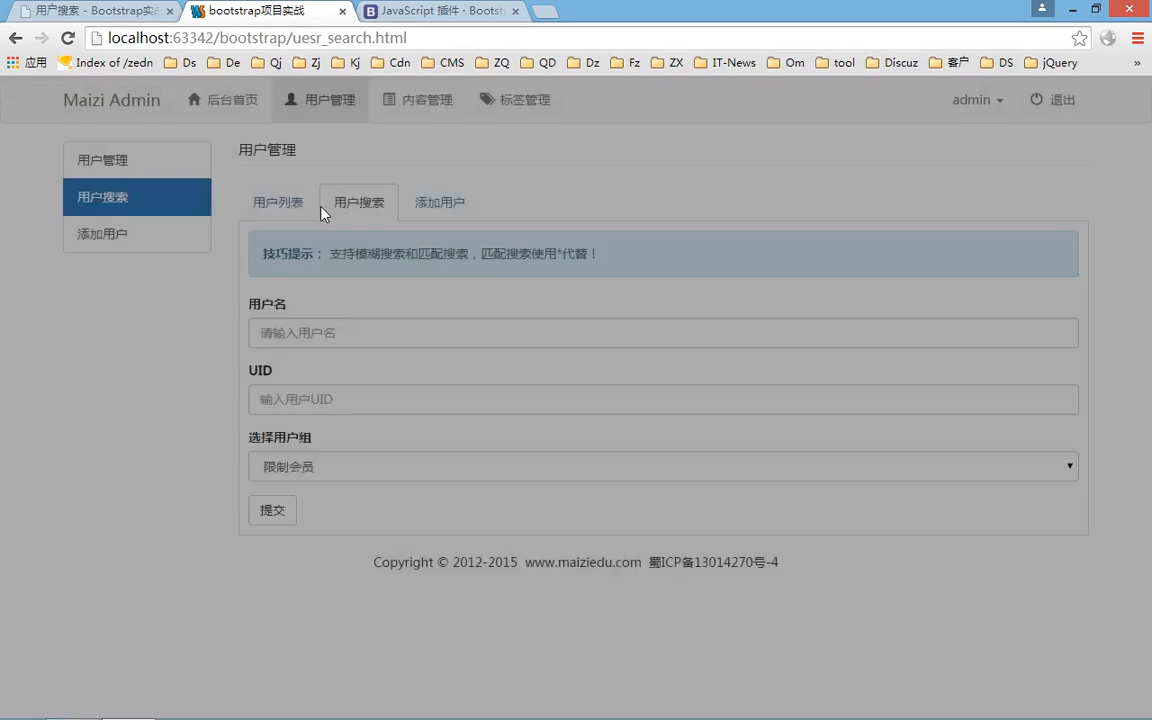 用户搜索 - Bootstrap实战 bootstrap项目实战 JavaScript 插件 · Bootst
localhost:63342/bootstrap/uesr_search.html
应用 Index of /zedn Ds De Qj Zj Kj Cdn CMS ZQ QD Dz Fz ZX IT-News Om tool Discuz 客户 DS jQuery »
Maizi Admin 后台首页 用户管理 内容管理 标签管理 admin 退出
用户管理
用户搜索
添加用户
用户管理
用户列表 用户搜索 添加用户
技巧提示： 支持模糊搜索和匹配搜索，匹配搜索使用*代替！
用户名
请输入用户名
UID
输入用户UID
选择用户组
限制会员
提交
Copyright © 2012-2015 www.maiziedu.com 蜀ICP备13014270号-4